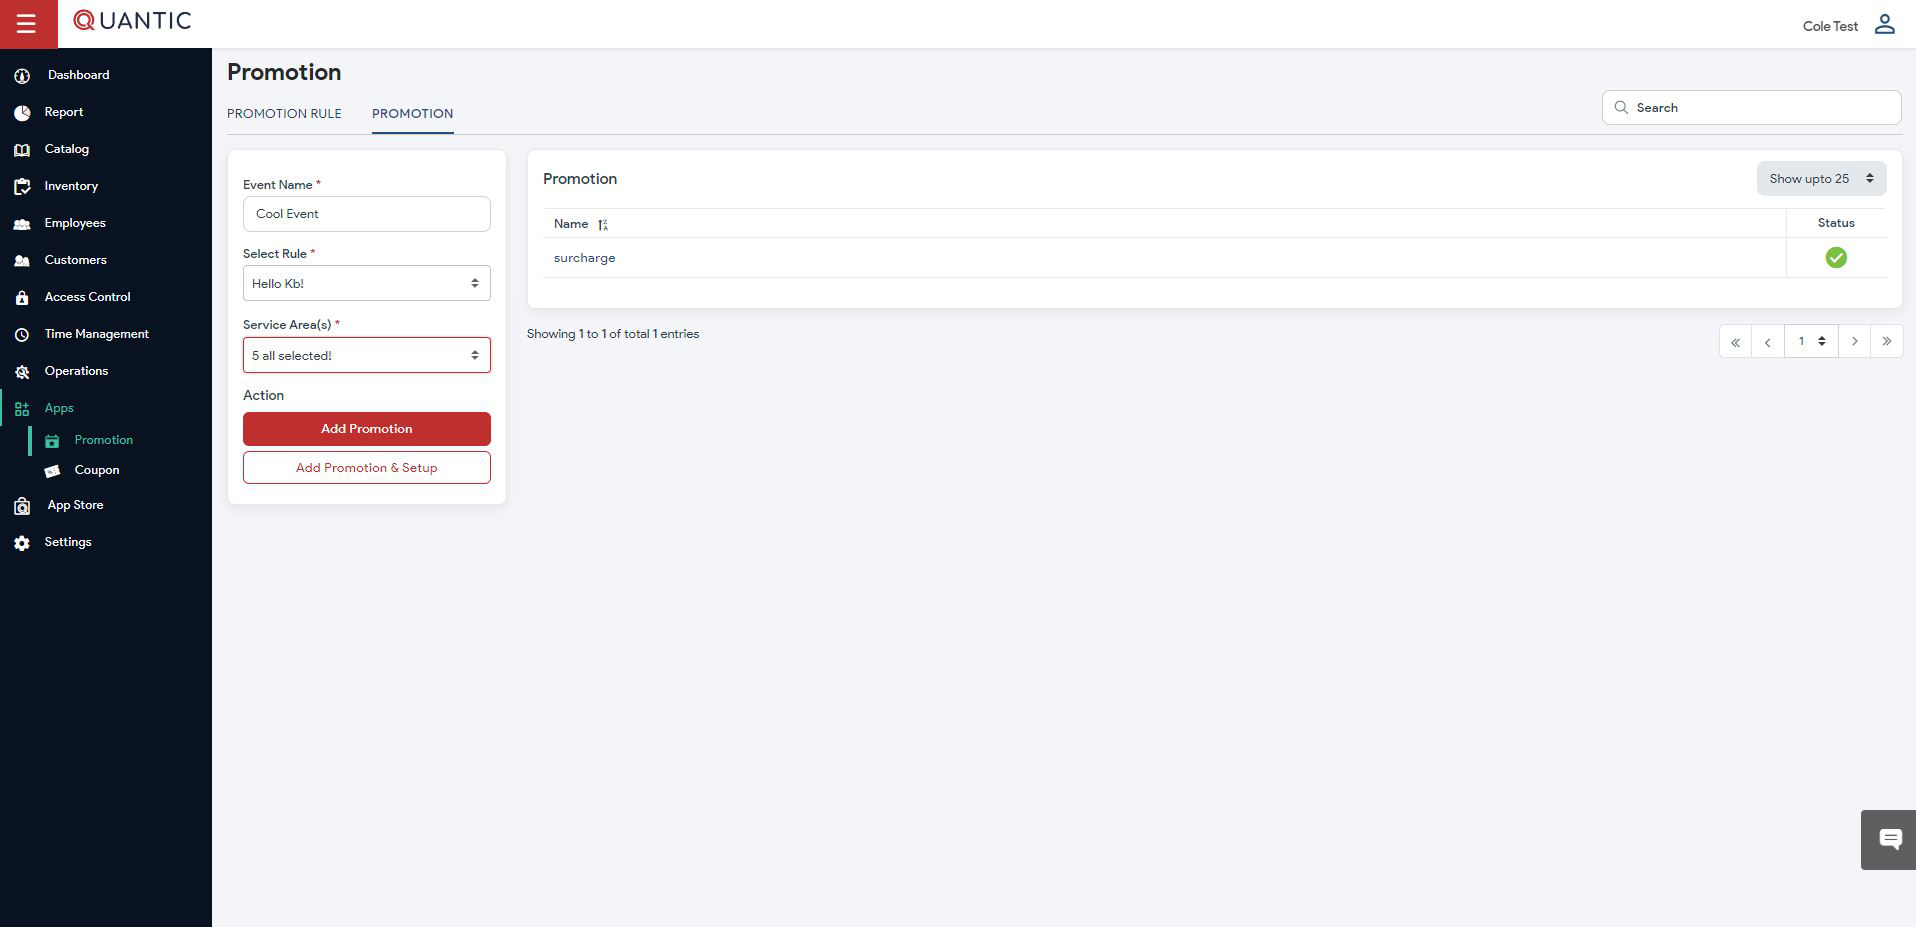 QUANTIC
Cole Test
Dashboard
Report
Catalog
Inventory
Employees
Customers
Access Control
Time Management
Operations
Apps
Promotion
Coupon
App Store
Settings
Promotion
PROMOTION RULE PROMOTION
Search
Event Name *
Cool Event
Select Rule *
Hello Kb!
Service Area(s) *
5 all selected!
Action
Add Promotion
Add Promotion & Setup
Promotion
Show upto 25
Name Status
surcharge
Showing 1 to 1 of total 1 entries
« ‹ 1 › »